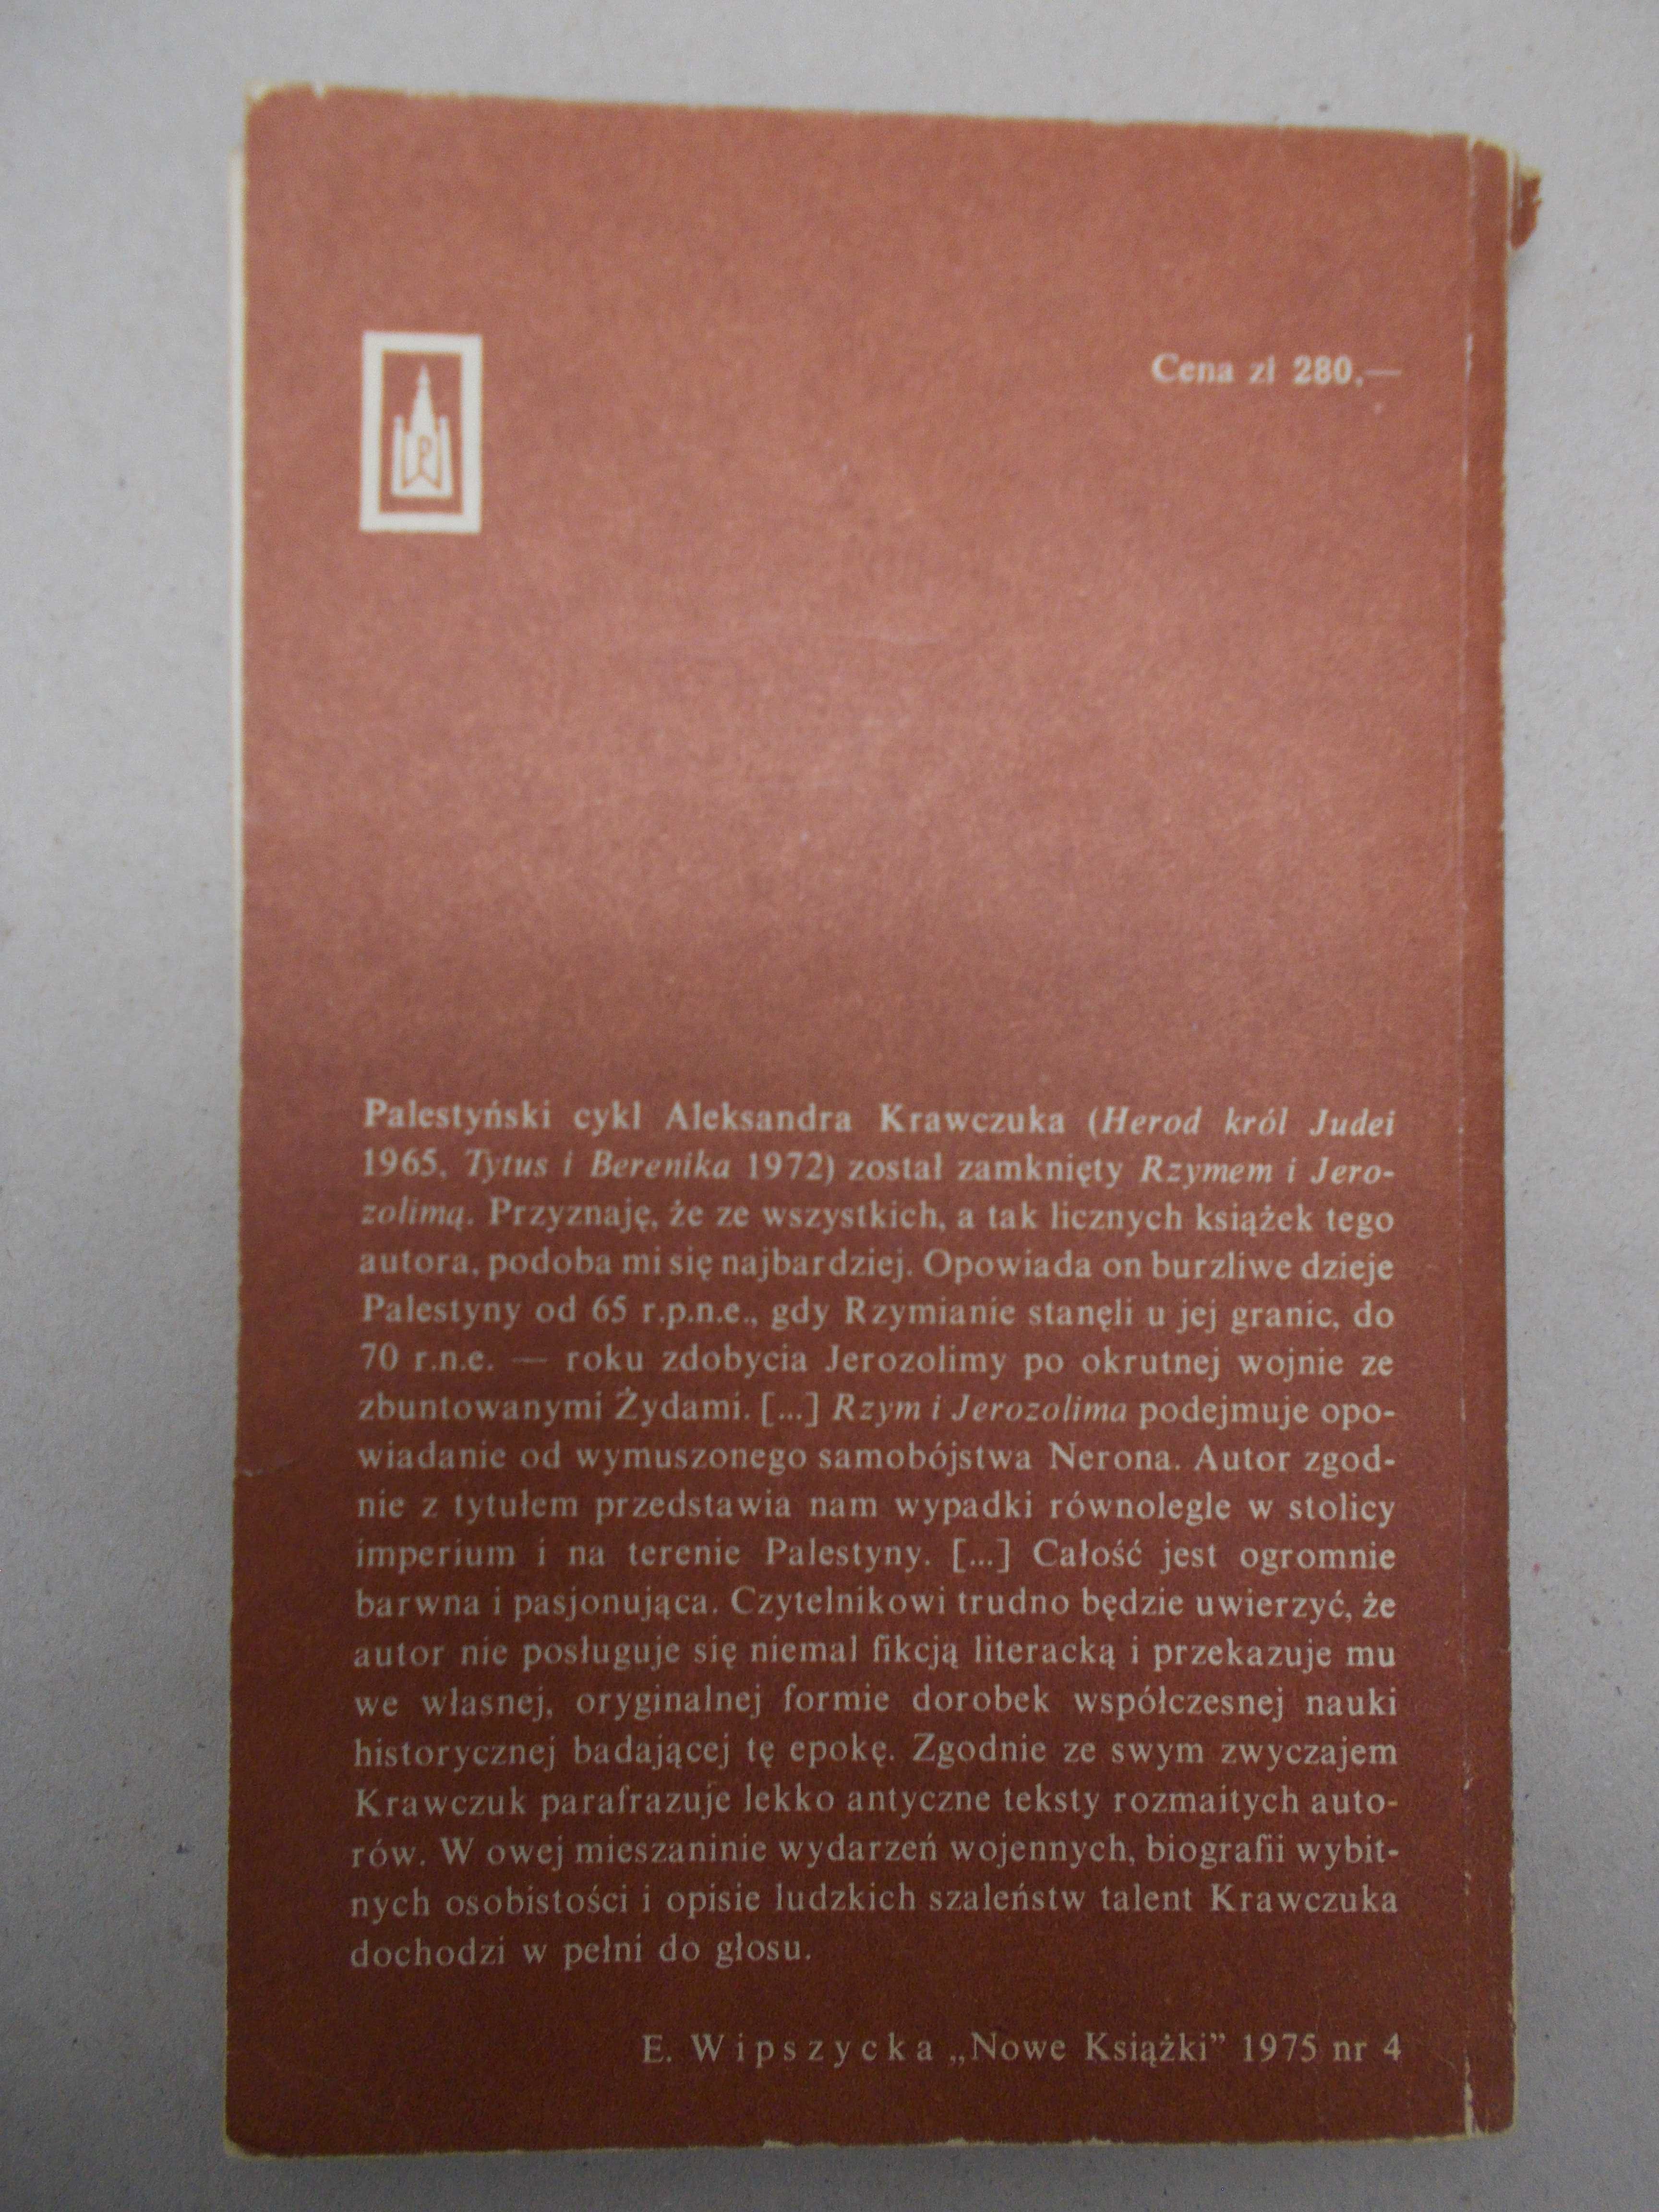 Cena zł 280,—
WP
Palestyński cykl Aleksandra Krawczuka (Herod król Judei
1965, Tytus i Berenika 1972) został zamknięty Rzymem i Jero-
zolimą. Przyznaję, że ze wszystkich, a tak licznych książek tego
autora, podoba mi się najbardziej. Opowiada on burzliwe dzieje
Palestyny od 65 r.p.n.e., gdy Rzymianie stanęli u jej granic, do
70 r.n.e. — roku zdobycia Jerozolimy po okrutnej wojnie ze
zbuntowanymi Żydami. [...] Rzym i Jerozolima podejmuje opo-
wiadanie od wymuszonego samobójstwa Nerona. Autor zgod-
nie z tytułem przedstawia nam wypadki równolegle w stolicy
imperium i na terenie Palestyny. [...] Całość jest ogromnie
barwna i pasjonująca. Czytelnikowi trudno będzie uwierzyć, że
autor nie posługuje się niemal fikcją literacką i przekazuje mu
we własnej, oryginalnej formie dorobek współczesnej nauki
historycznej badającej tę epokę. Zgodnie ze swym zwyczajem
Krawczuk parafrazuje lekko antyczne teksty rozmaitych auto-
rów. W owej mieszaninie wydarzeń wojennych, biografii wybit-
nych osobistości i opisie ludzkich szaleństw talent Krawczuka
dochodzi w pełni do głosu.
E. Wipszycka „Nowe Książki” 1975 nr 4